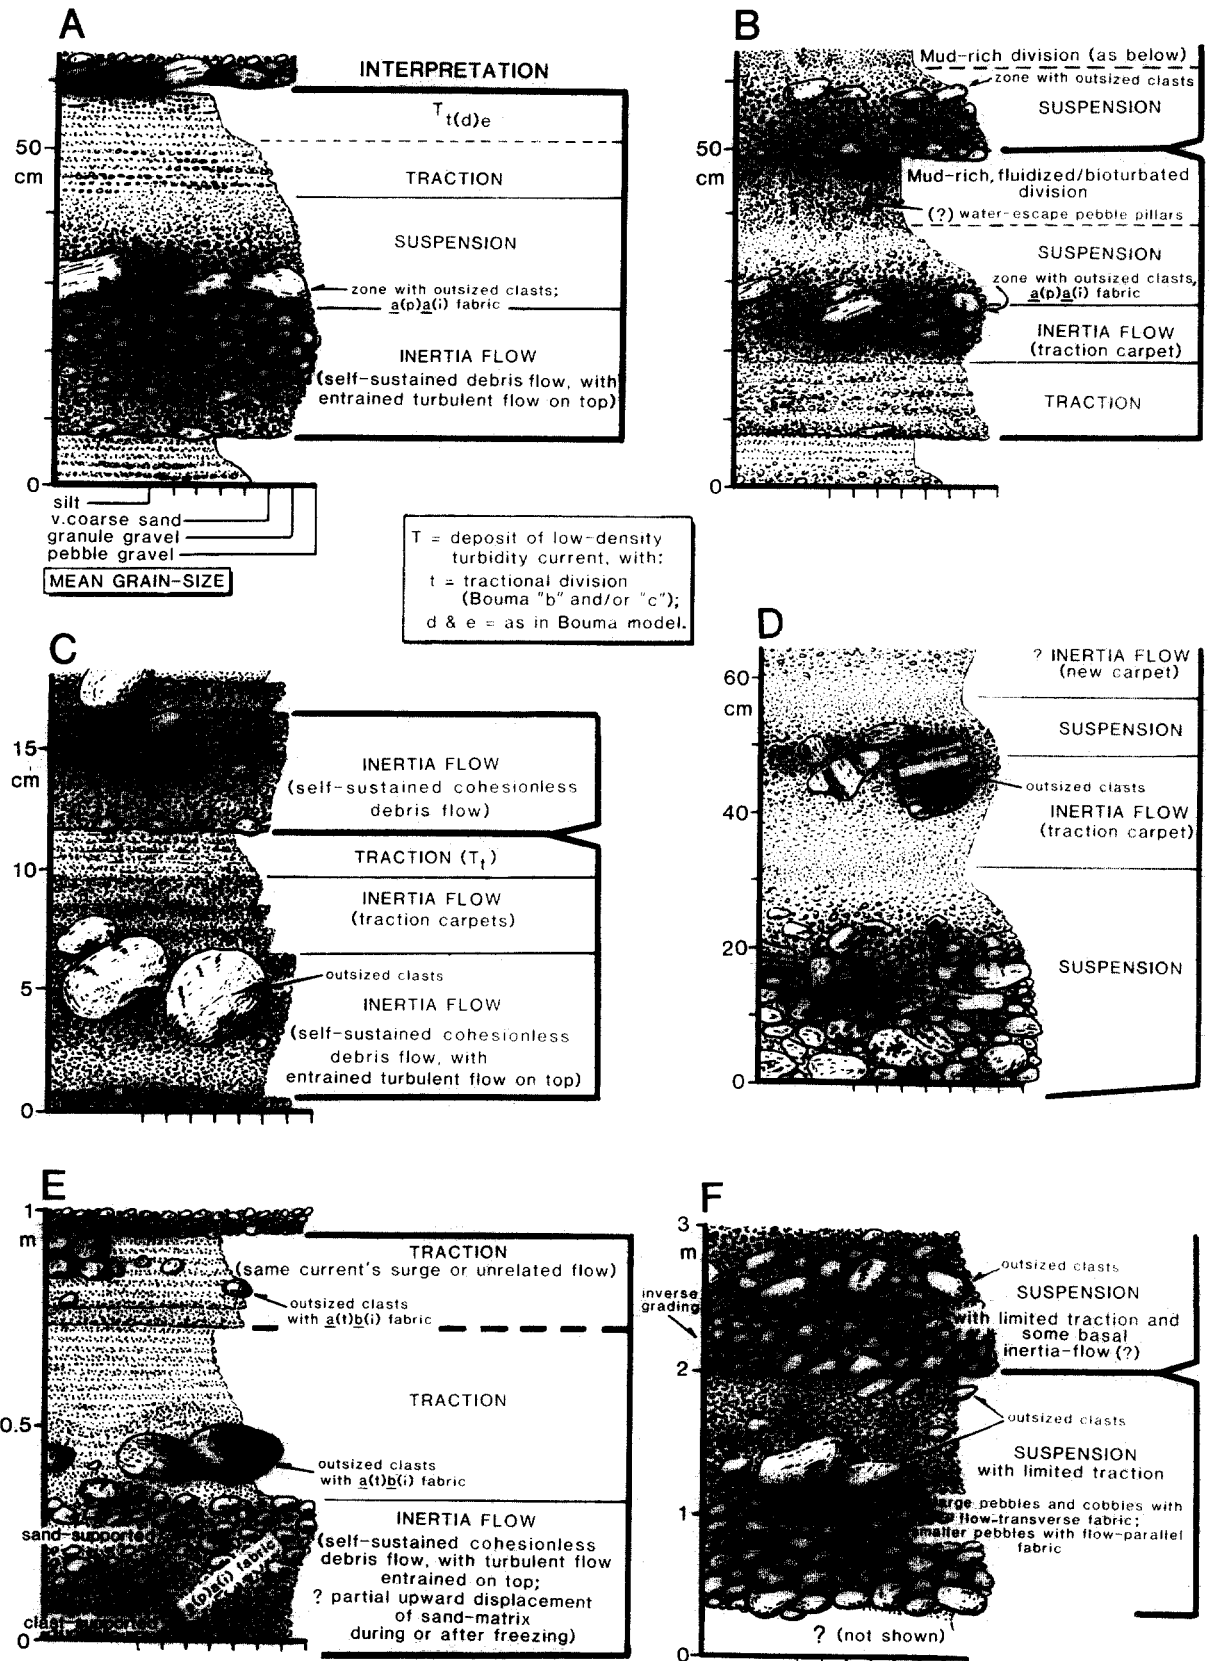 A
INTERPRETATION
T t(d)e
50
cm
TRACTION
SUSPENSION
zone with outsized clasts;
a(p)a(i) fabric
INERTIA FLOW
(self-sustained debris flow, with
entrained turbulent flow on top)
0
silt
v.coarse sand
granule gravel
pebble gravel
MEAN GRAIN-SIZE
B
Mud-rich division (as below)
zone with outsized clasts
SUSPENSION
50
cm
Mud-rich, fluidized/bioturbated
division
(?) water-escape pebble pillars
SUSPENSION
zone with outsized clasts,
a(p)a(i) fabric
INERTIA FLOW
(traction carpet)
TRACTION
0
T = deposit of low-density
turbidity current, with:
t = tractional division
(Bouma "b" and/or "c");
d & e = as in Bouma model.
C
15
cm
INERTIA FLOW
(self-sustained cohesionless
debris flow)
TRACTION (Tt)
10
INERTIA FLOW
(traction carpets)
outsized clasts
5
INERTIA FLOW
(self-sustained cohesionless
debris flow, with
entrained turbulent flow on top)
0
D
? INERTIA FLOW
(new carpet)
60
cm
SUSPENSION
outsized clasts
40
INERTIA FLOW
(traction carpet)
20
SUSPENSION
0
E
1
m
TRACTION
(same current's surge or unrelated flow)
outsized clasts
with a(t)b(i) fabric
TRACTION
0.5
outsized clasts
with a(t)b(i) fabric
INERTIA FLOW
(self-sustained cohesionless
debris flow, with turbulent flow
entrained on top;
? partial upward displacement
of sand-matrix
during or after freezing)
sand-supported
a(p)a(i) fabric
0
F
3
m
outsized clasts
inverse
grading
SUSPENSION
with limited traction and
some basal
inertia-flow (?)
2
outsized clasts
SUSPENSION
with limited traction
1
large pebbles and cobbles with
flow-transverse fabric;
smaller pebbles with flow-parallel
fabric
? (not shown)
0